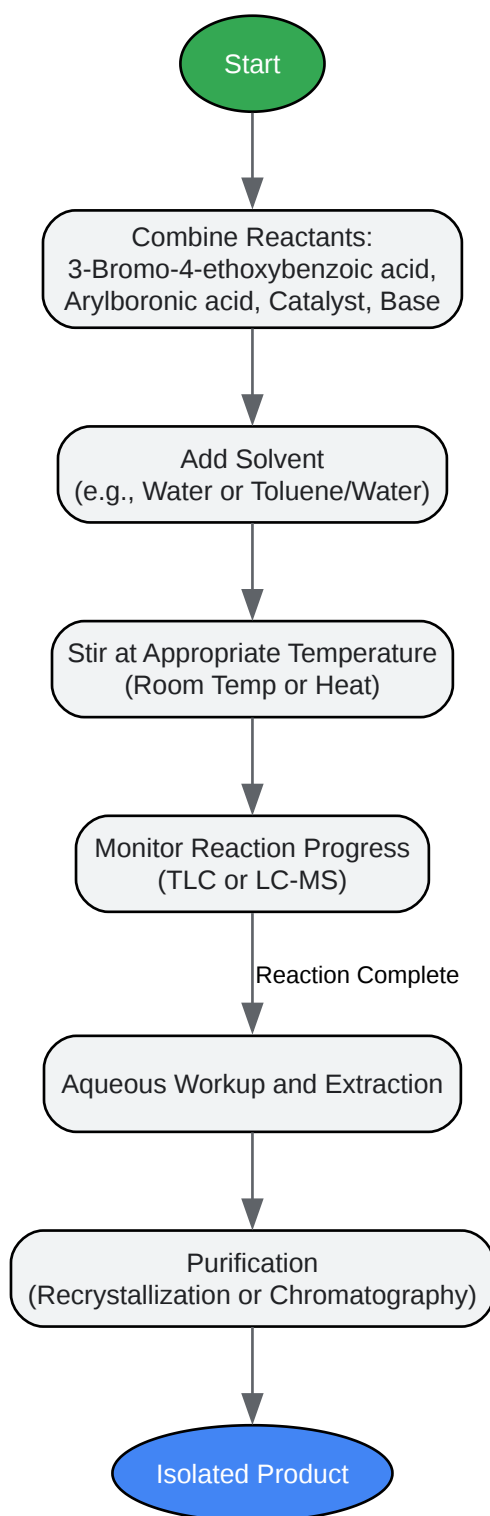 Start
Combine Reactants:
3-Bromo-4-ethoxybenzoic acid,
Arylboronic acid, Catalyst, Base
Add Solvent
(e.g., Water or Toluene/Water)
Stir at Appropriate Temperature
(Room Temp or Heat)
Monitor Reaction Progress
(TLC or LC-MS)
Reaction Complete
Aqueous Workup and Extraction
Purification
(Recrystallization or Chromatography)
Isolated Product